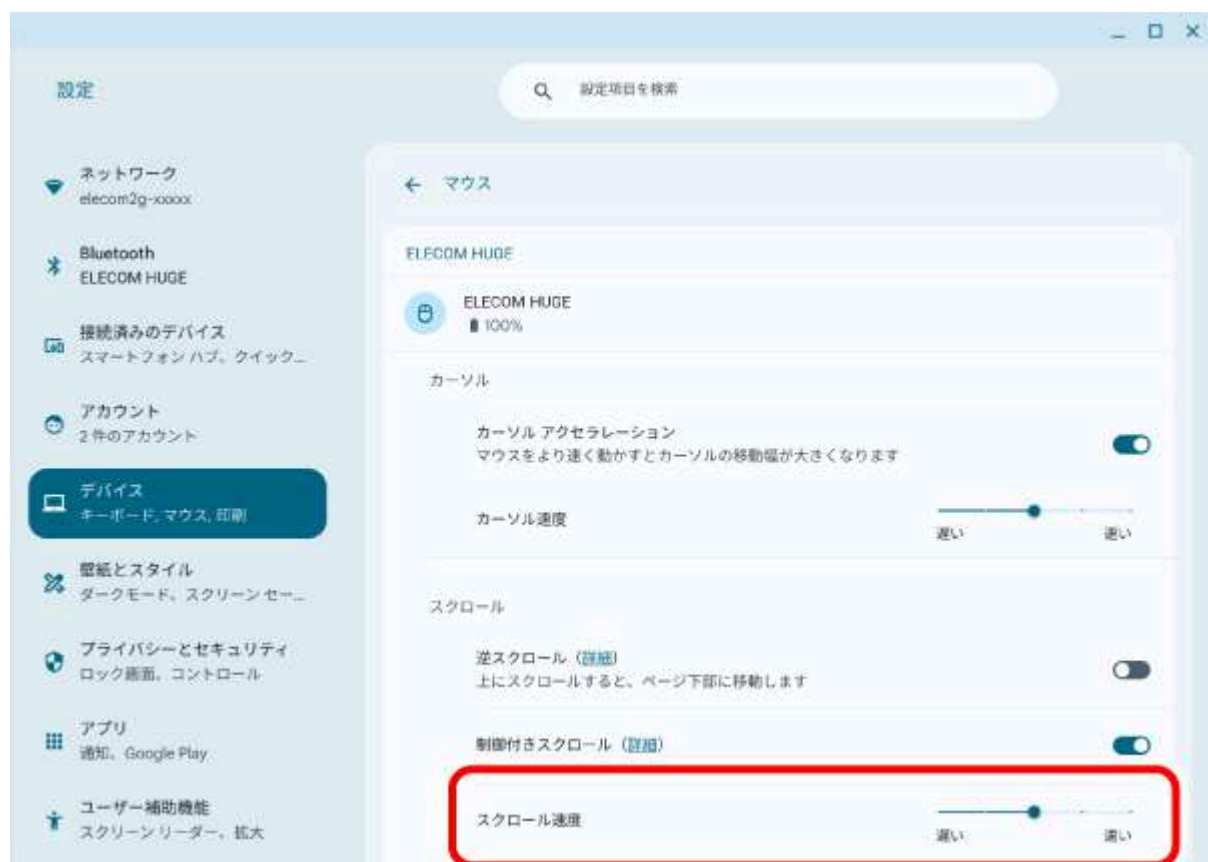 設定
設定項目を検索
ネットワーク
elecom2g-xxxxx
Bluetooth
ELECOM HUGE
接続済みのデバイス
スマートフォン ハブ、クイック...
アカウント
2 件のアカウント
デバイス
キーボード, マウス, 印刷
壁紙とスタイル
ダークモード、スクリーン セー...
プライバシーとセキュリティ
ロック画面、コントロール
アプリ
通知、Google Play
ユーザー補助機能
スクリーン リーダー、拡大
マウス
ELECOM HUGE
ELECOM HUGE
100%
カーソル
カーソル アクセラレーション
マウスをより速く動かすとカーソルの移動幅が大きくなります
カーソル速度
遅い 速い
スクロール
逆スクロール（詳細）
上にスクロールすると、ページ下部に移動します
制御付きスクロール（詳細）
スクロール速度
遅い 速い